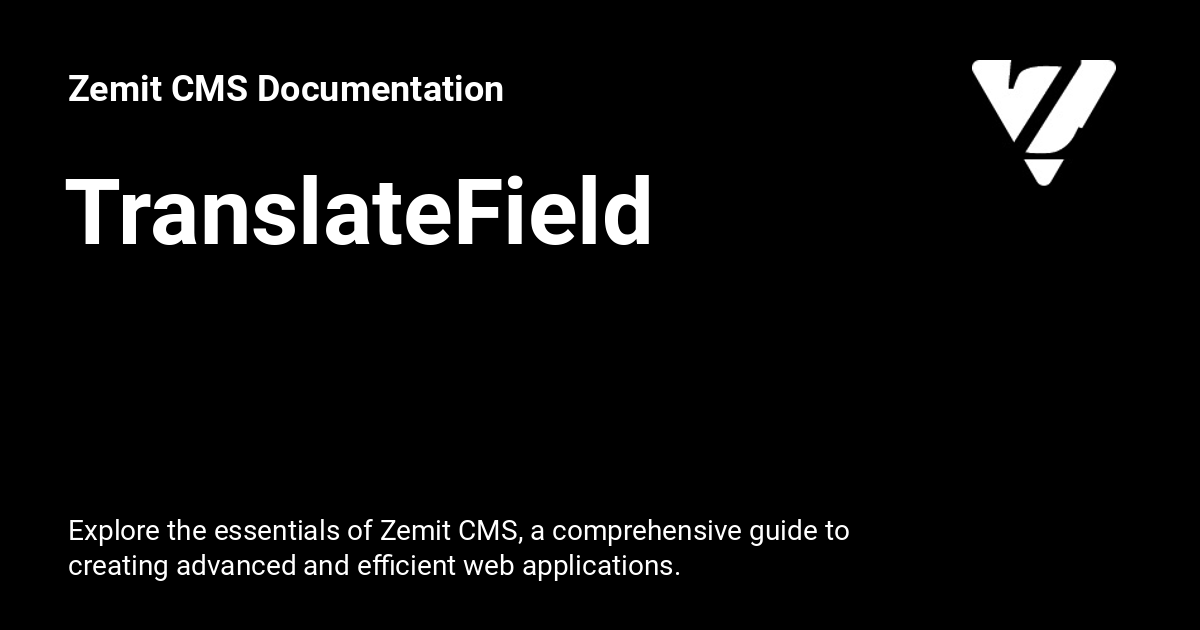 Zemit CMS Documentation
TranslateField
Explore the essentials of Zemit CMS, a comprehensive guide to
creating advanced and efficient web applications.